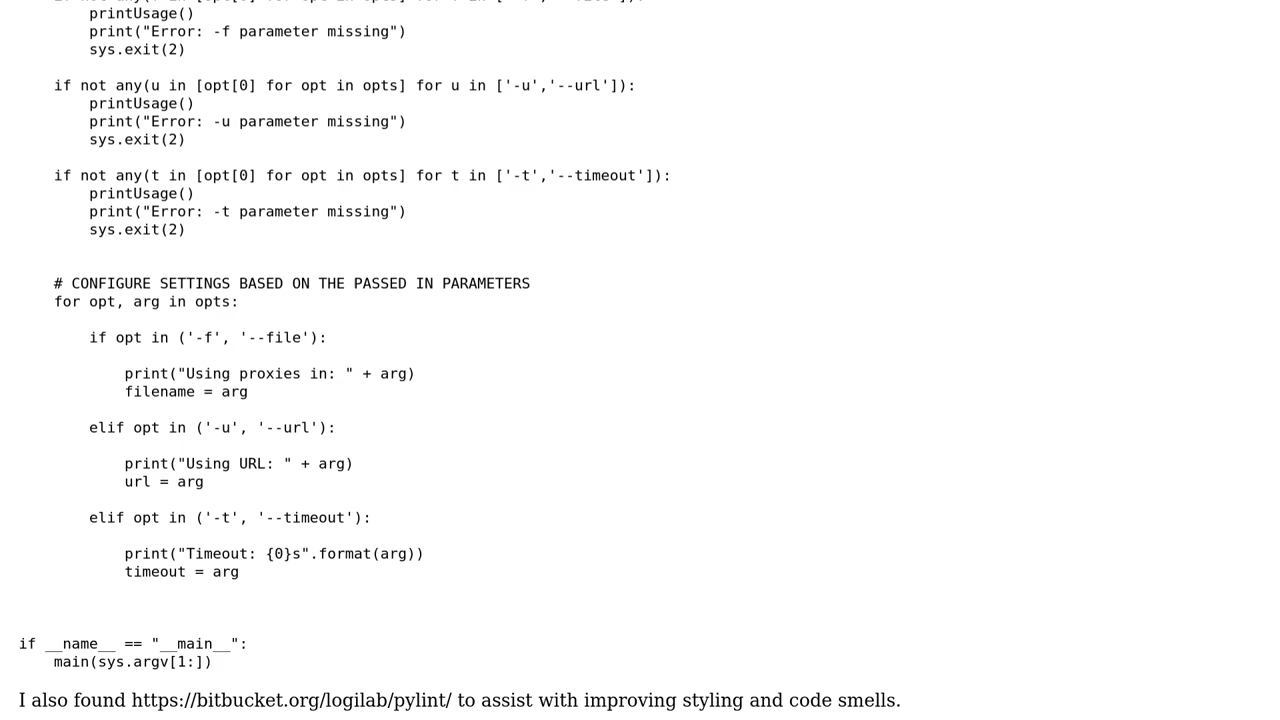 printUsage()
print("Error: -f parameter missing")
sys.exit(2)
if not any(u in [opt[0] for opt in opts] for u in ['-u','--url']):
printUsage()
print("Error: -u parameter missing")
sys.exit(2)
if not any(t in [opt[0] for opt in opts] for t in ['-t','--timeout']):
printUsage()
print("Error: -t parameter missing")
sys.exit(2)
# CONFIGURE SETTINGS BASED ON THE PASSED IN PARAMETERS
for opt, arg in opts:
if opt in ('-f', '--file'):
print("Using proxies in: " + arg)
filename = arg
elif opt in ('-u', '--url'):
print("Using URL: " + arg)
url = arg
elif opt in ('-t', '--timeout'):
print("Timeout: {0}s".format(arg))
timeout = arg
if __name__ == "__main__":
main(sys.argv[1:])
I also found https://bitbucket.org/logilab/pylint/ to assist with improving styling and code smells.